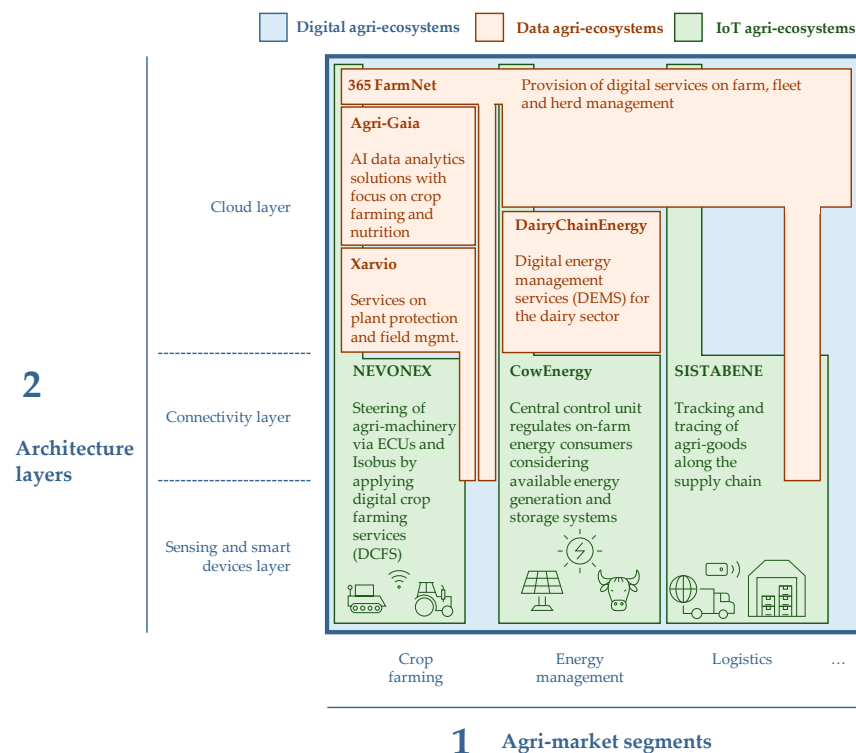 Digital agri-ecosystems
Data agri-ecosystems
IoT agri-ecosystems
365 FarmNet
Provision of digital services on farm, fleet
and herd management
Agri-Gaia
AI data analytics
solutions with
focus on crop
farming and
nutrition
Cloud layer
DairyChainEnergy
Digital energy
management
services (DEMS) for
the dairy sector
Xarvio
Services on
plant protection
and field mgmt.
2
Architecture
layers
Connectivity layer
Sensing and smart
devices layer
NEVONEX
Steering of
agri-machinery
via ECUs and
Isobus by
applying
digital crop
farming
services
(DCFS)
CowEnergy
Central control unit
regulates on-farm
energy consumers
considering
available energy
generation and
storage systems
SISTABENE
Tracking and
tracing of
agri-goods
along the
supply chain
Crop
farming
Energy
management
Logistics
...
1
Agri-market segments